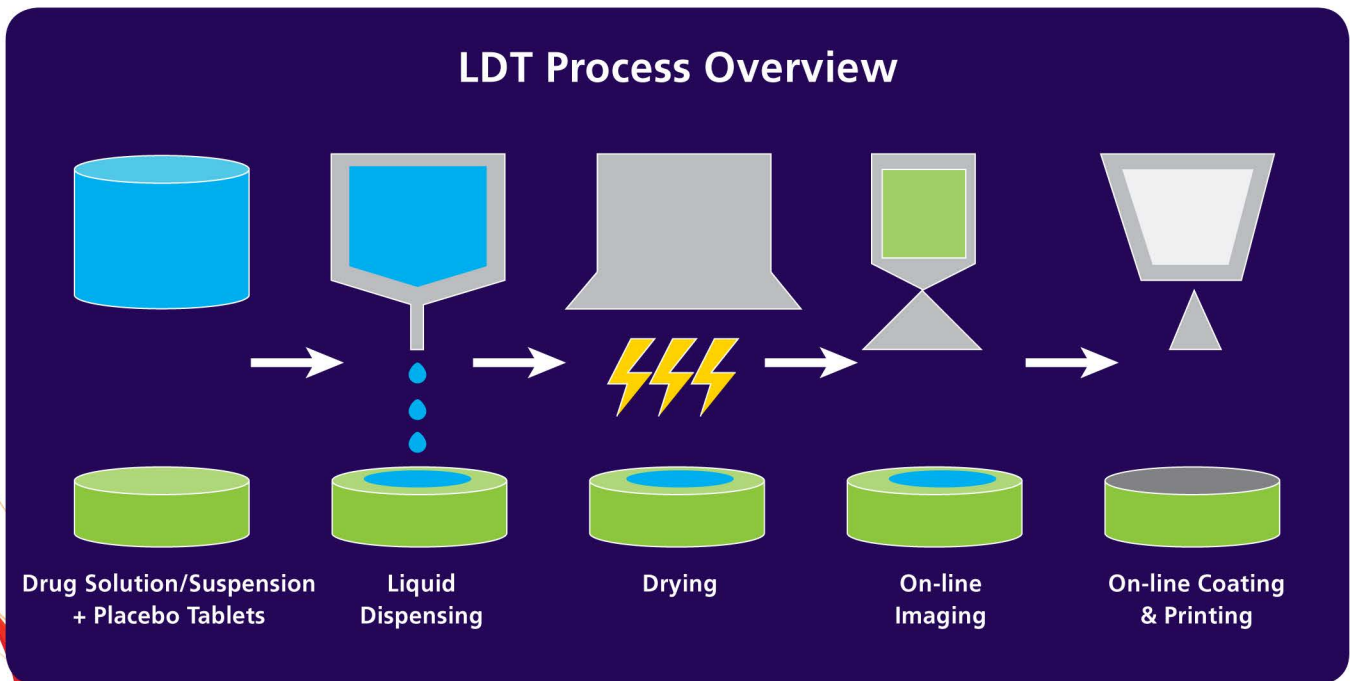 LDT Process Overview
Drug Solution/Suspension
+ Placebo Tablets
Liquid
Dispensing
Drying
On-line
Imaging
On-line Coating
& Printing